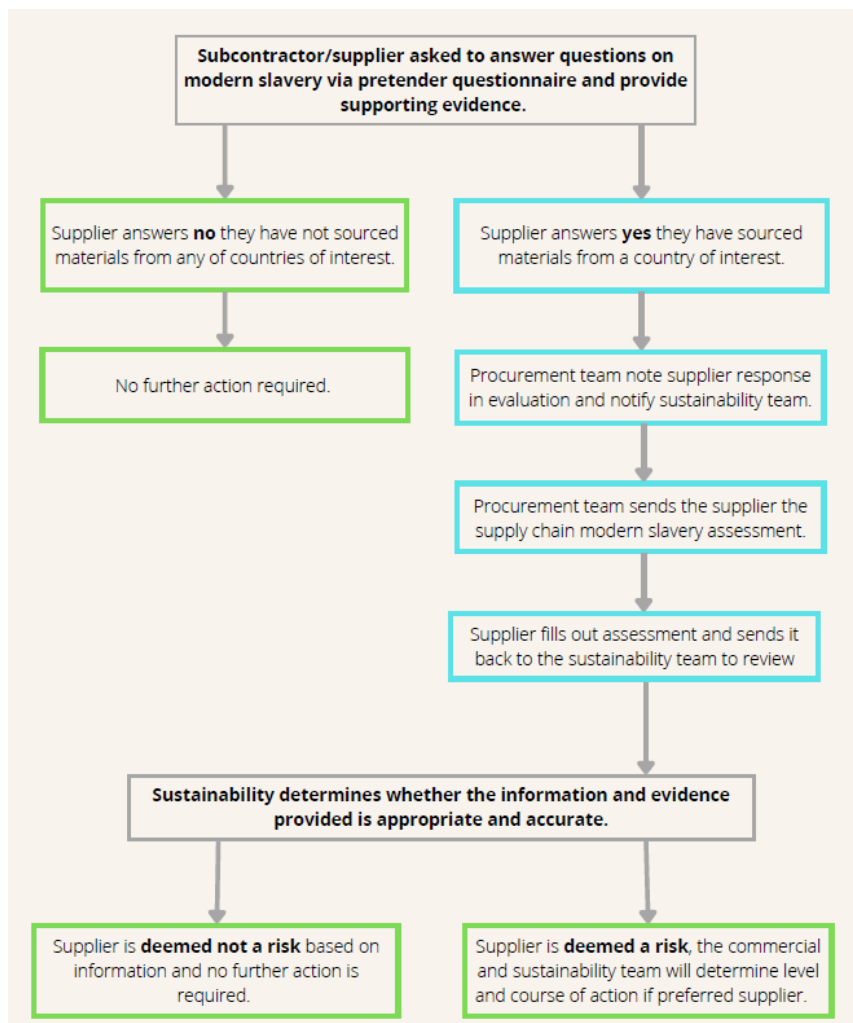 Subcontractor/supplier asked to answer questions on
modern slavery via pretender questionnaire and provide
supporting evidence.
Supplier answers no they have not sourced
materials from any of countries of interest.
Supplier answers yes they have sourced
materials from a country of interest.
No further action required.
Procurement team note supplier response
in evaluation and notify sustainability team.
Procurement team sends the supplier the
supply chain modern slavery assessment.
Supplier fills out assessment and sends it
back to the sustainability team to review
Sustainability determines whether the information and evidence
provided is appropriate and accurate.
Supplier is deemed not a risk based on
information and no further action is
required.
Supplier is deemed a risk, the commercial
and sustainability team will determine level
and course of action if preferred supplier.